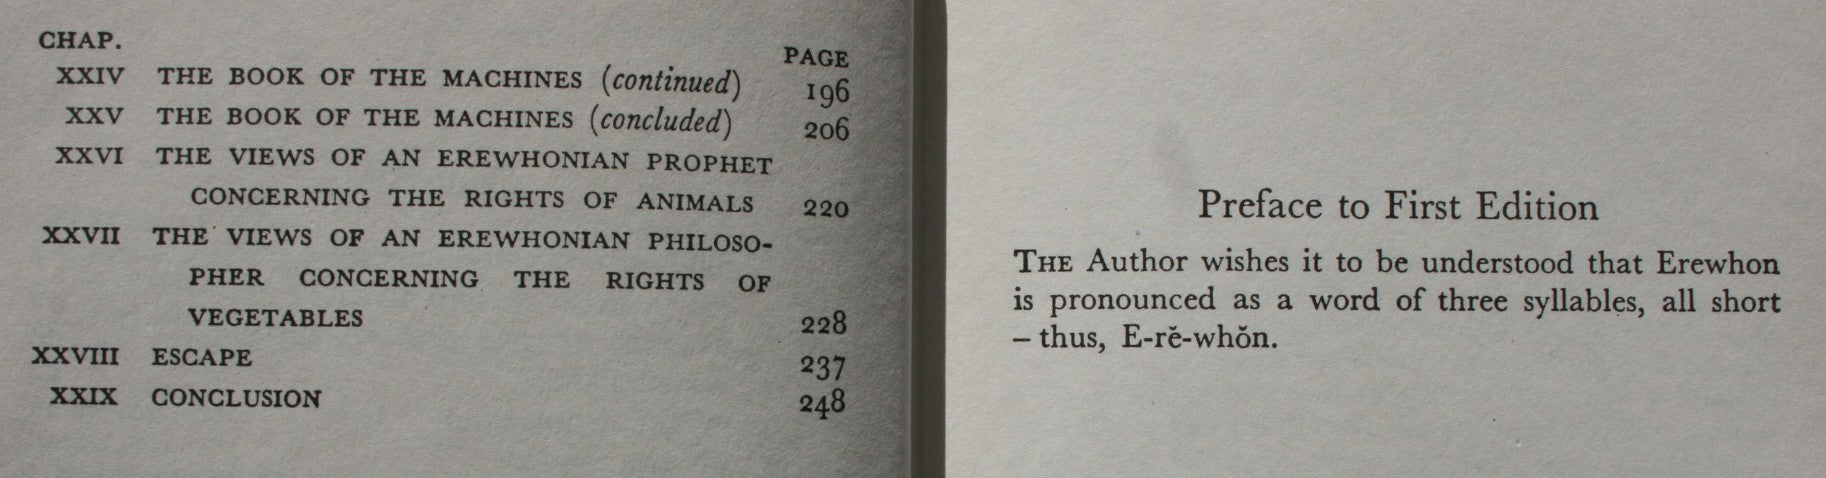 CHAP.
PAGE
XXIV THE BOOK OF THE MACHINES (continued) 196
XXV THE BOOK OF THE MACHINES (concluded) 206
XXVI THE VIEWS OF AN EREWHONIAN PROPHET
CONCERNING THE RIGHTS OF ANIMALS 220
XXVII THE VIEWS OF AN EREWHONIAN PHILOSO-
PHER CONCERNING THE RIGHTS OF
VEGETABLES 228
XXVIII ESCAPE 237
XXIX CONCLUSION 248
Preface to First Edition
THE Author wishes it to be understood that Erewhon
is pronounced as a word of three syllables, all short
– thus, E-rĕ-whŏn.